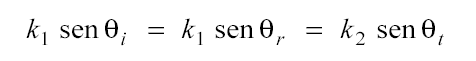 k₁ sen θᵢ = k₁ sen θᵣ = k₂ sen θₜ